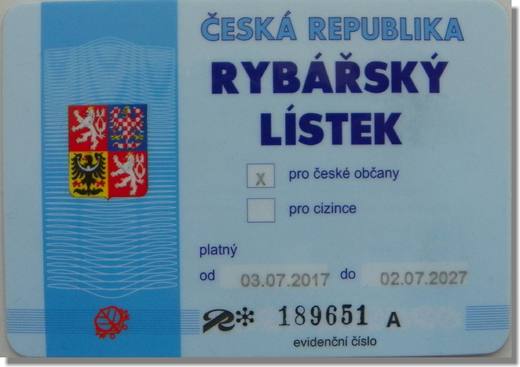 ČESKÁ REPUBLIKA
RYBÁŘSKÝ
LÍSTEK
X pro české občany
pro cizince
platný
od 03.07.2017 do 02.07.2027
189651 A
evidenční číslo